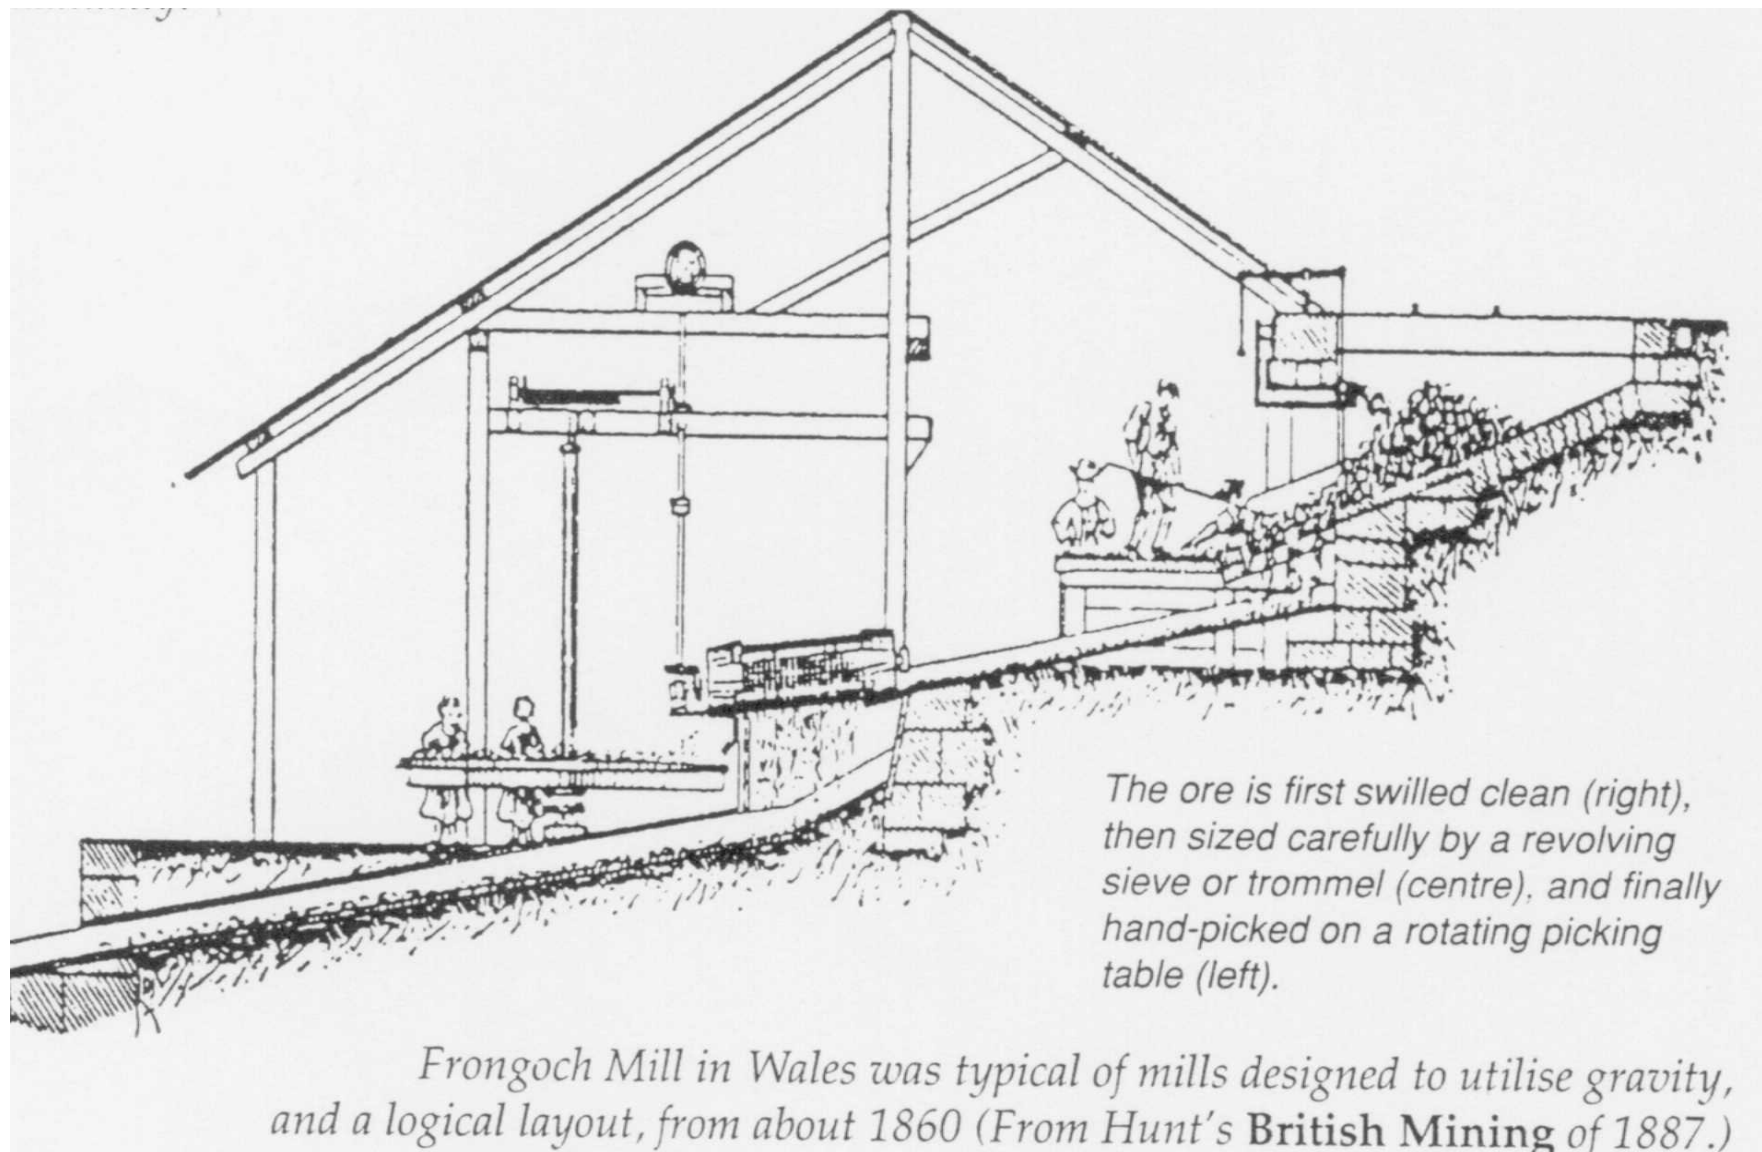 The ore is first swilled clean (right),
then sized carefully by a revolving
sieve or trommel (centre), and finally
hand-picked on a rotating picking
table (left).
Frongoch Mill in Wales was typical of mills designed to utilise gravity,
and a logical layout, from about 1860 (From Hunt's British Mining of 1887.)